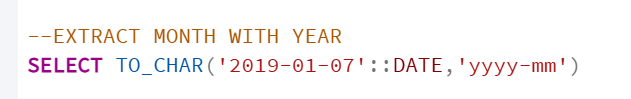 --EXTRACT MONTH WITH YEAR
SELECT TO_CHAR('2019-01-07'::DATE,'yyyy-mm')